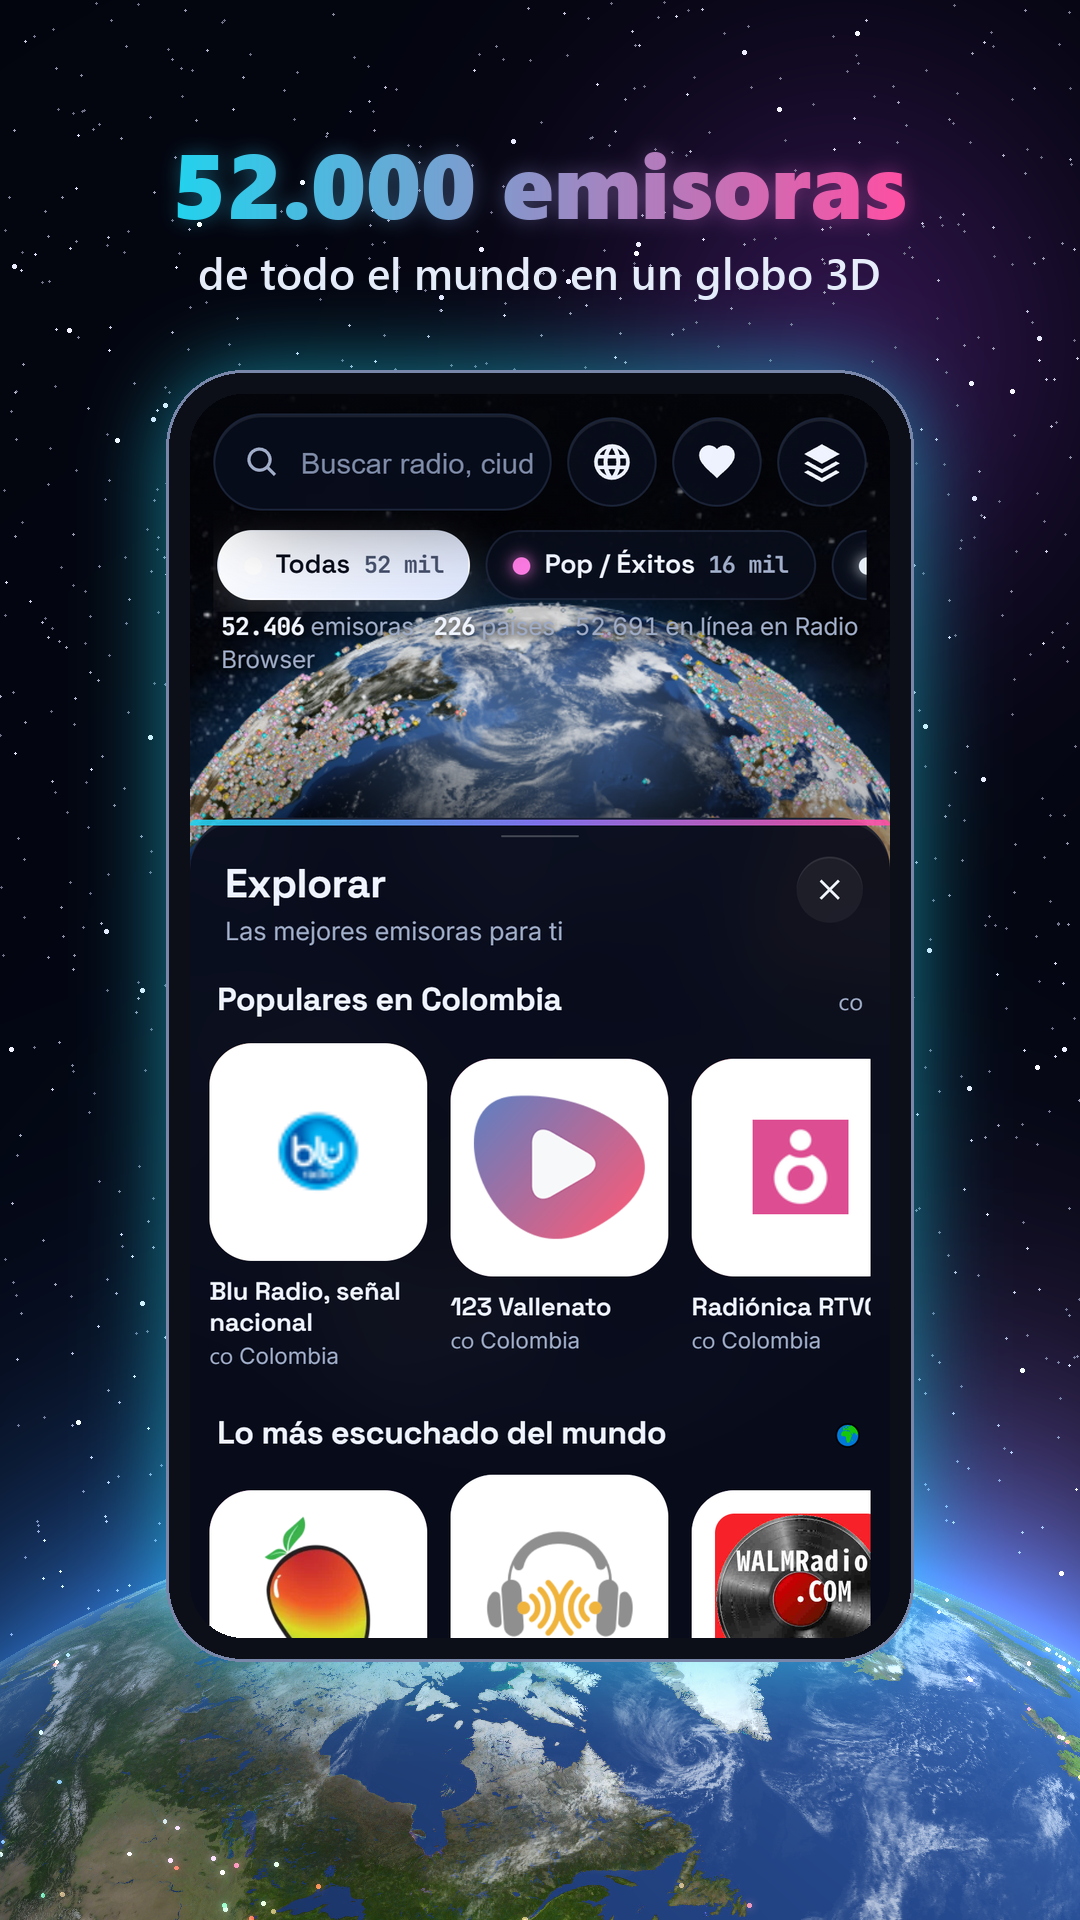 52.000 emisoras
de todo el mundo en un globo 3D
Buscar radio, ciud
Todas 52 mil
Pop / Éxitos 16 mil
52.406 emisoras · 226 países · 52.691 en línea en Radio
Browser
Explorar
Las mejores emisoras para ti
Populares en Colombia
CO
blu
radio
Blu Radio, señal
nacional
CO Colombia
123 Vallenato
CO Colombia
Radiónica RTVC
CO Colombia
Lo más escuchado del mundo
WALMRadio
.COM